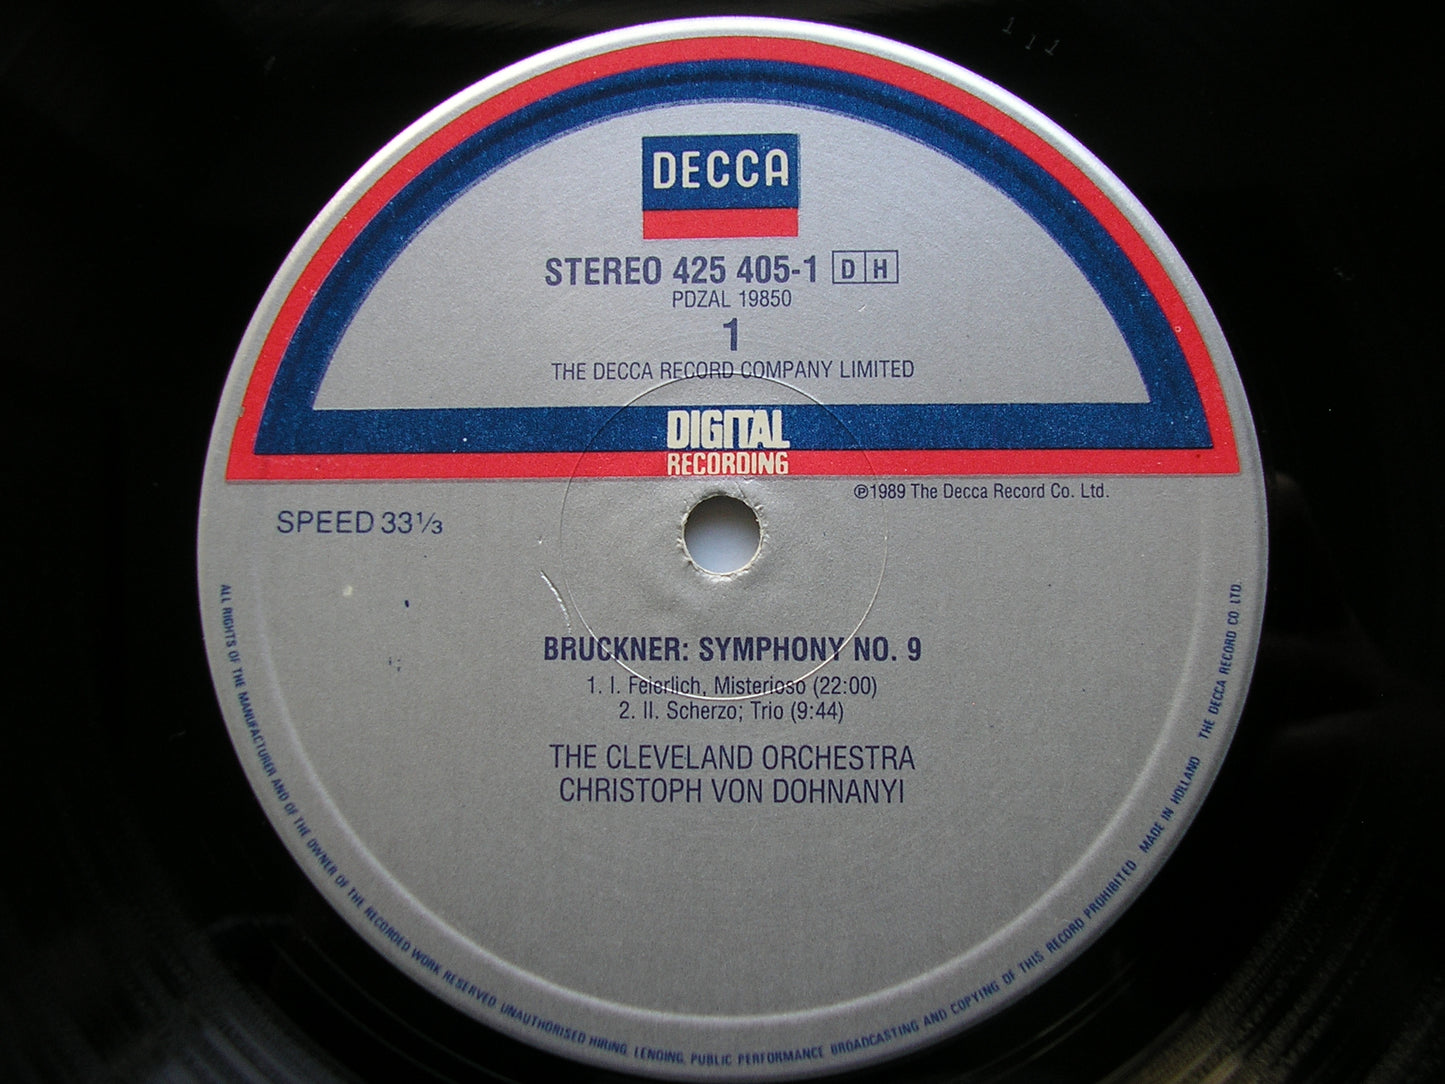 DECCA
STEREO 425 405-1 D H
PDZAL 19850
1
THE DECCA RECORD COMPANY LIMITED
DIGITAL
RECORDING
℗1989 The Decca Record Co. Ltd.
SPEED 33⅓
BRUCKNER: SYMPHONY NO. 9
1. I. Feierlich, Misterioso (22:00)
2. II. Scherzo; Trio (9:44)
THE CLEVELAND ORCHESTRA
CHRISTOPH VON DOHNANYI
ALL RIGHTS OF THE MANUFACTURER AND OF THE OWNER OF THE RECORDED WORK RESERVED. UNAUTHORISED HIRING, LENDING, PUBLIC PERFORMANCE BROADCASTING AND COPYING OF THIS RECORD PROHIBITED MADE IN HOLLAND THE DECCA RECORD CO. LTD.